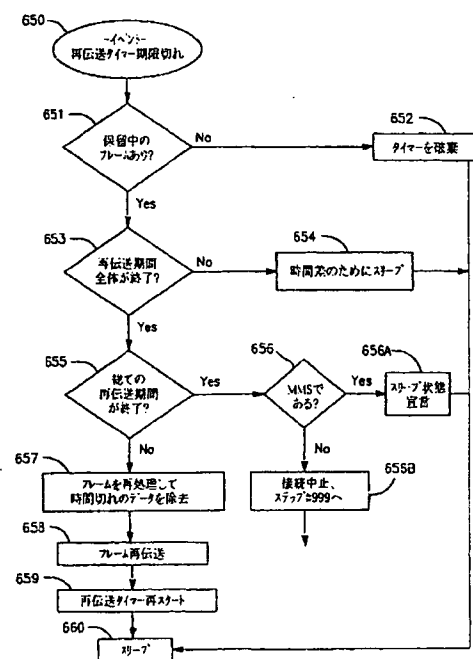 650
-イベント-
再伝送タイマー期限切れ
651
保留中の
フレームあり?
No
652
タイマーを破棄
Yes
653
再伝送期間
全体が終了?
No
654
時間差のためにスリープ
Yes
655
総ての
再伝送期間
が終了?
Yes
656
MMSで
ある?
Yes
656A
スリープ状態
宣言
No
No
656B
接続中止、
ステップは999へ
657
フレームを再処理して
時間切れのデータを除去
658
フレーム再伝送
659
再伝送タイマー再スタート
660
スリープ